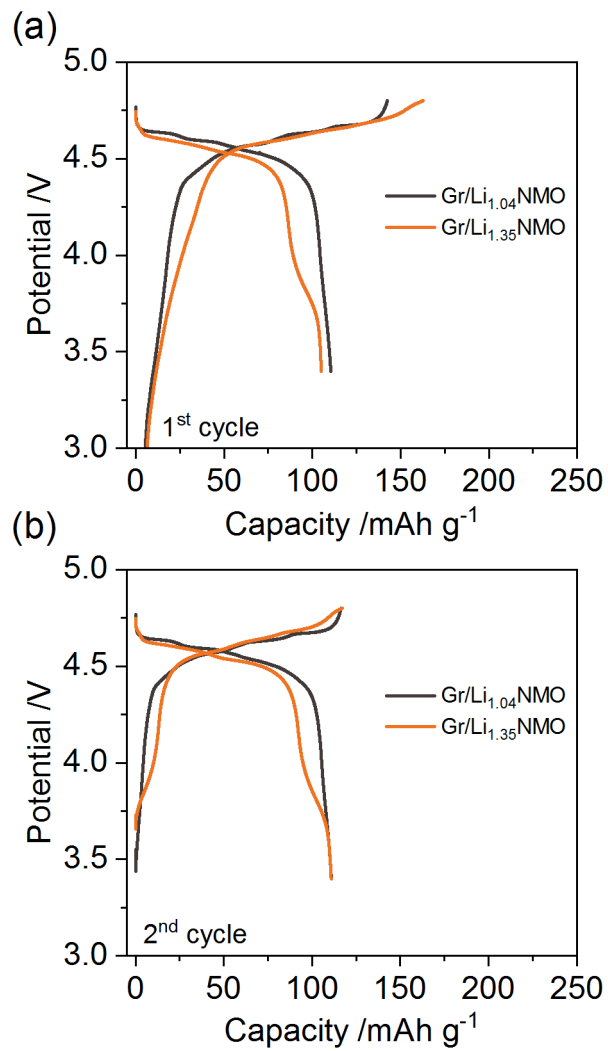 (a)
5.0
4.5
4.0
3.5
3.0
Potential /V
Gr/Li₁.₀₄NMO
Gr/Li₁.₃₅NMO
1ˢᵗ cycle
0 50 100 150 200 250
Capacity /mAh g⁻¹
(b)
5.0
4.5
4.0
3.5
3.0
Potential /V
Gr/Li₁.₀₄NMO
Gr/Li₁.₃₅NMO
2ⁿᵈ cycle
0 50 100 150 200 250
Capacity /mAh g⁻¹